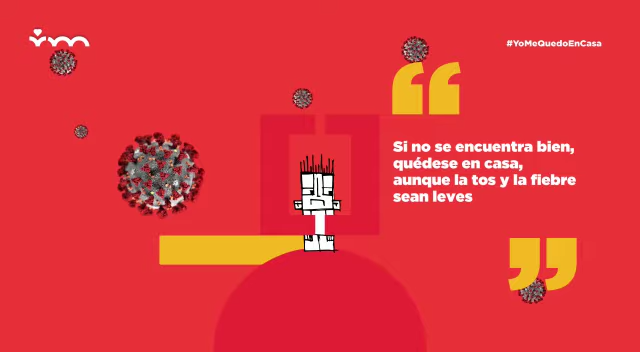 #YoMeQuedoEnCasa
Si no se encuentra bien,
quédese en casa,
aunque la tos y la fiebre
sean leves